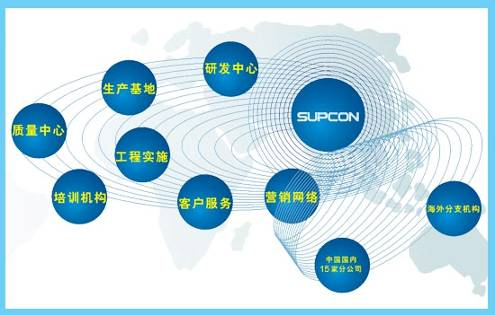 研发中心
生产基地
SUPCON
质量中心
工程实施
培训机构
客户服务
营销网络
海外分支机构
中国国内
15家分公司